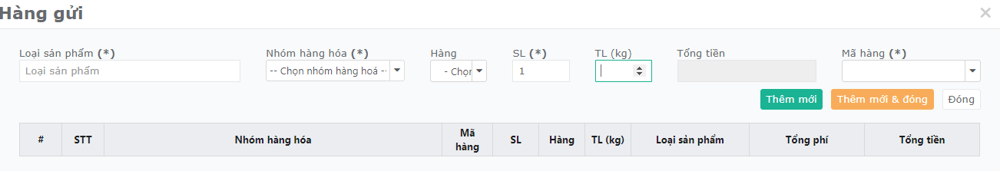 Hàng gửi ×
Loại sản phẩm (*) Nhóm hàng hóa (*) Hàng SL (*) TL (kg) Tổng tiền Mã hàng (*)
Loại sản phẩm -- Chọn nhóm hàng hoá -- - Chọn 1
Thêm mới Thêm mới & đóng Đóng
# STT Nhóm hàng hóa Mã hàng SL Hàng TL (kg) Loại sản phẩm Tổng phí Tổng tiền